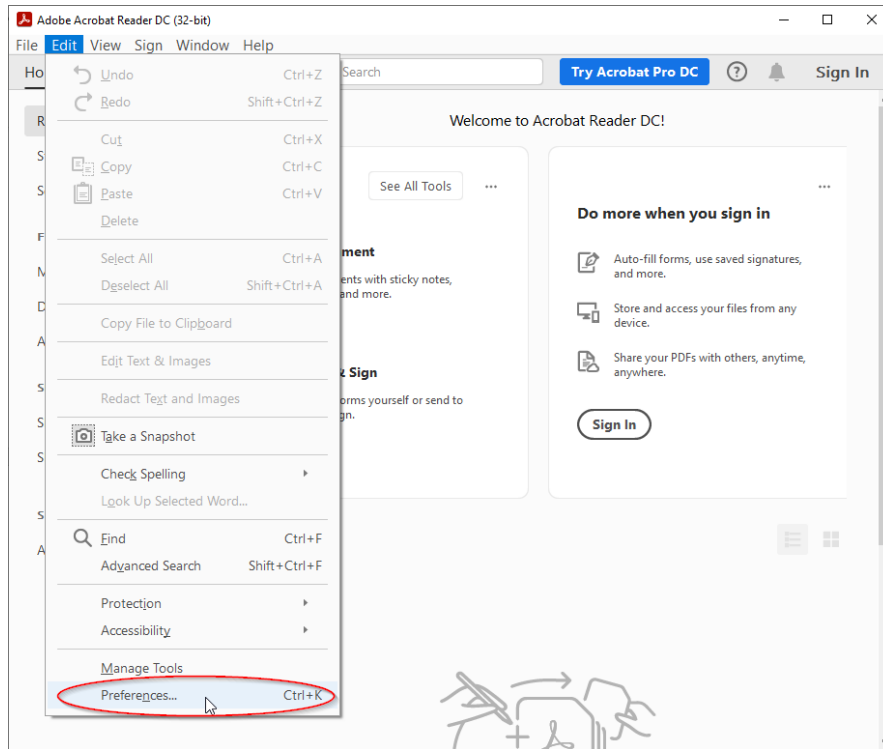 Adobe Acrobat Reader DC (32-bit)
File Edit View Sign Window Help
Search
Try Acrobat Pro DC
Sign In
Undo Ctrl+Z
Redo Shift+Ctrl+Z
Cut Ctrl+X
Copy Ctrl+C
Paste Ctrl+V
Delete
Select All Ctrl+A
Deselect All Shift+Ctrl+A
Copy File to Clipboard
Edit Text & Images
Redact Text and Images
Take a Snapshot
Check Spelling
Look Up Selected Word...
Find Ctrl+F
Advanced Search Shift+Ctrl+F
Protection
Accessibility
Manage Tools
Preferences... Ctrl+K
Welcome to Acrobat Reader DC!
See All Tools
with sticky notes,
and more.
& Sign
yourself or send to
Do more when you sign in
Auto-fill forms, use saved signatures,
and more.
Store and access your files from any
device.
Share your PDFs with others, anytime,
anywhere.
Sign In